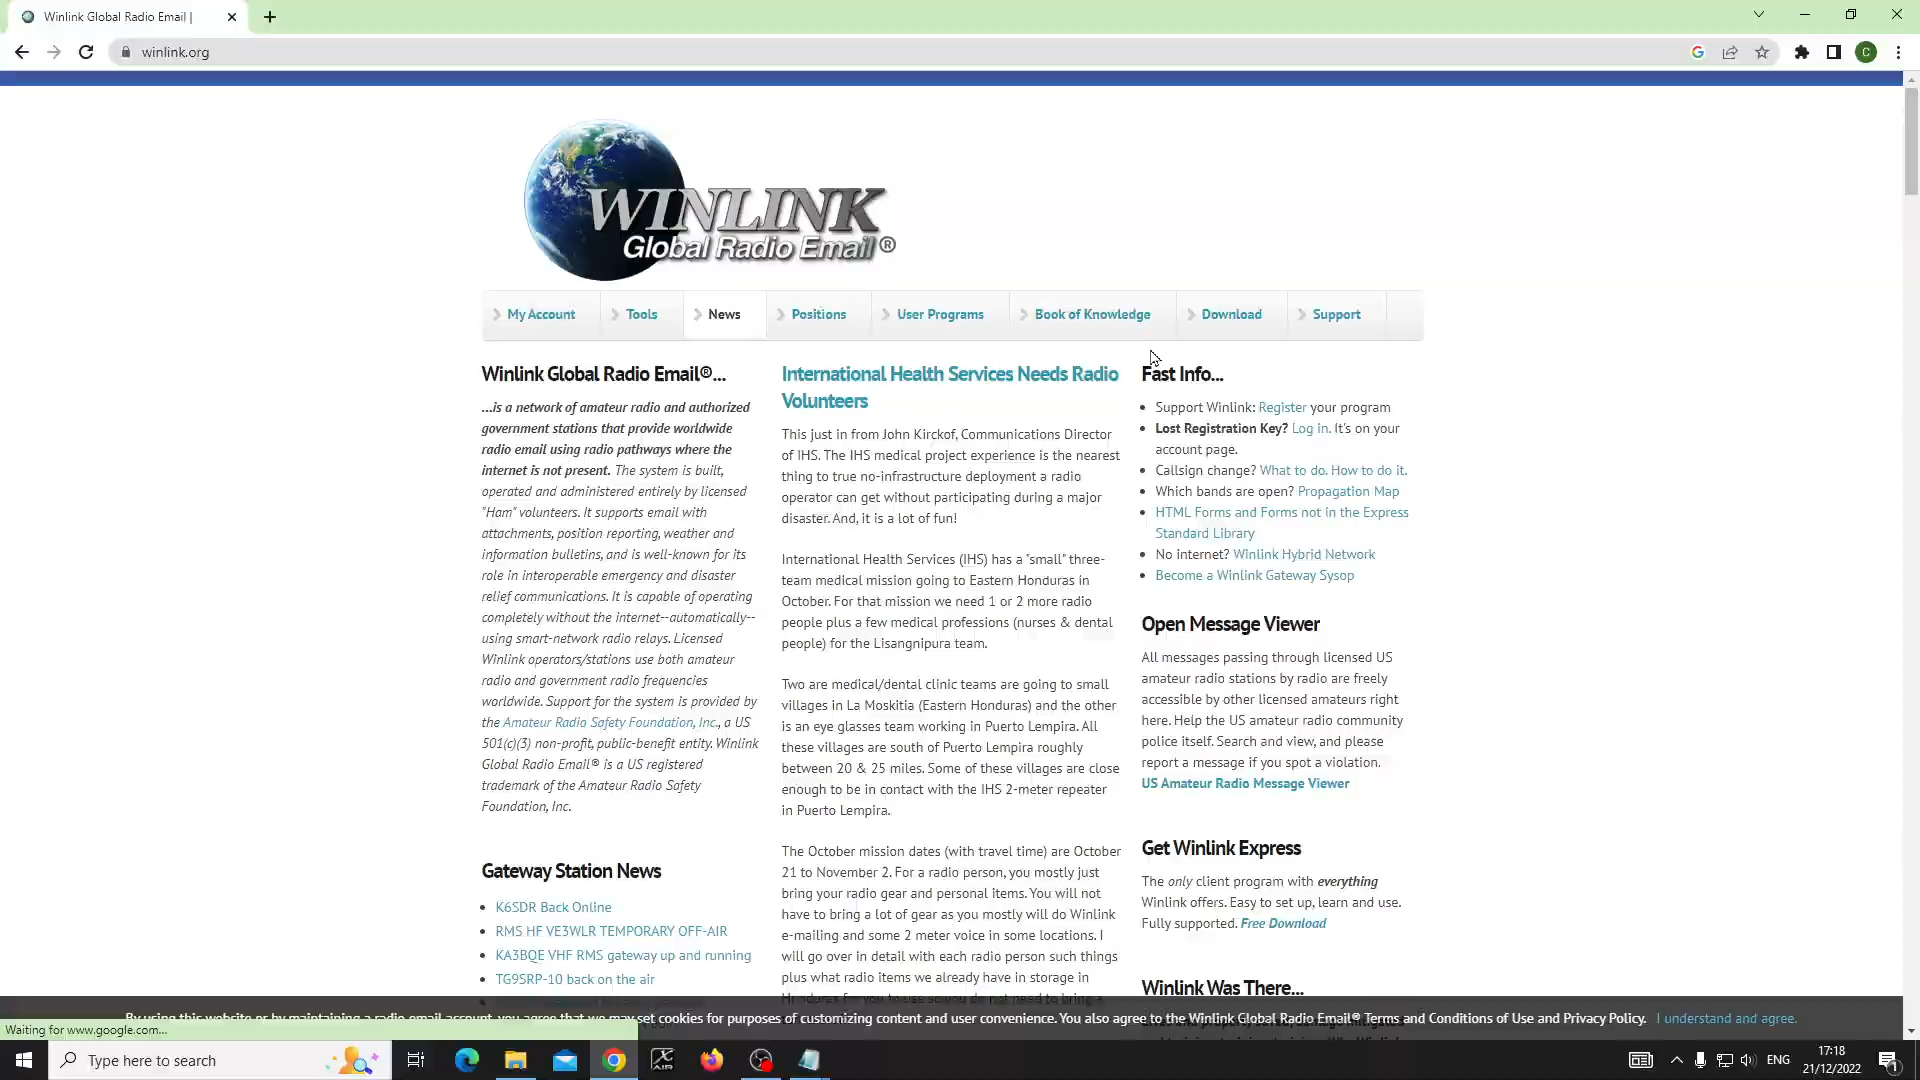 Winlink Global Radio Email |
winlink.org
C
WINLINK
Global Radio Email®
My Account
Tools
News
Positions
User Programs
Book of Knowledge
Download
Support
Winlink Global Radio Email®...
...is a network of amateur radio and authorized
government stations that provide worldwide
radio email using radio pathways where the
internet is not present. The system is built,
operated and administered entirely by licensed
"Ham" volunteers. It supports email with
attachments, position reporting, weather and
information bulletins, and is well-known for its
role in interoperable emergency and disaster
relief communications. It is capable of operating
completely without the internet--automatically--
using smart-network radio relays. Licensed
Winlink operators/stations use both amateur
radio and government radio frequencies
worldwide. Support for the system is provided by
the Amateur Radio Safety Foundation, Inc., a US
501(c)(3) non-profit, public-benefit entity. Winlink
Global Radio Email® is a US registered
trademark of the Amateur Radio Safety
Foundation, Inc.
Gateway Station News
K6SDR Back Online
RMS HF VE3WLR TEMPORARY OFF-AIR
KA3BQE VHF RMS gateway up and running
TG9SRP-10 back on the air
International Health Services Needs Radio
Volunteers
This just in from John Kirckof, Communications Director
of IHS. The IHS medical project experience is the nearest
thing to true no-infrastructure deployment a radio
operator can get without participating during a major
disaster. And, it is a lot of fun!
International Health Services (IHS) has a "small" three-
team medical mission going to Eastern Honduras in
October. For that mission we need 1 or 2 more radio
people plus a few medical professions (nurses & dental
people) for the Lisangnipura team.
Two are medical/dental clinic teams are going to small
villages in La Moskitia (Eastern Honduras) and the other
is an eye glasses team working in Puerto Lempira. All
these villages are south of Puerto Lempira roughly
between 20 & 25 miles. Some of these villages are close
enough to be in contact with the IHS 2-meter repeater
in Puerto Lempira.
The October mission dates (with travel time) are October
21 to November 2. For a radio person, you mostly just
bring your radio gear and personal items. You will not
have to bring a lot of gear as you mostly will do Winlink
e-mailing and some 2 meter voice in some locations. I
will go over in detail with each radio person such things
plus what radio items we already have in storage in
Honduras for you to use so you do not need to bring a
Fast Info...
Support Winlink: Register your program
Lost Registration Key? Log in. It's on your
account page.
Callsign change? What to do. How to do it.
Which bands are open? Propagation Map
HTML Forms and Forms not in the Express
Standard Library
No internet? Winlink Hybrid Network
Become a Winlink Gateway Sysop
Open Message Viewer
All messages passing through licensed US
amateur radio stations by radio are freely
accessible by other licensed amateurs right
here. Help the US amateur radio community
police itself. Search and view, and please
report a message if you spot a violation.
US Amateur Radio Message Viewer
Get Winlink Express
The only client program with everything
Winlink offers. Easy to set up, learn and use.
Fully supported. Free Download
Winlink Was There...
By using this website or by maintaining a radio email account you agree that we may set cookies for purposes of customizing content and user convenience. You also agree to the Winlink Global Radio Email® Terms and Conditions of Use and Privacy Policy. I understand and agree.
Waiting for www.google.com...
Type here to search
ENG
17:18
21/12/2022
1